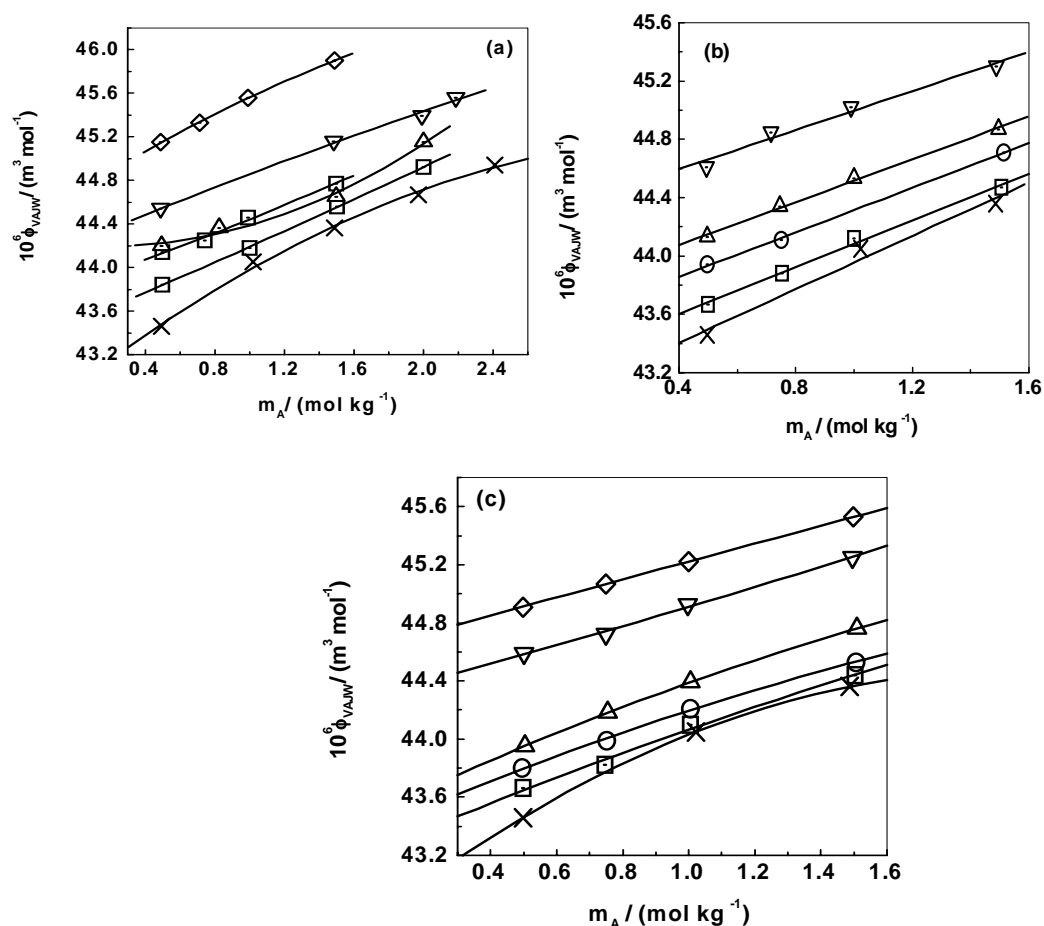 (a)
46.0
45.6
45.2
44.8
44.4
44.0
43.6
43.2
10⁶ϕVAJW / (m³ mol⁻¹)
0.4 0.8 1.2 1.6 2.0 2.4
mA / (mol kg⁻¹)
(b)
45.6
45.2
44.8
44.4
44.0
43.6
43.2
10⁶ϕVAJW / (m³ mol⁻¹)
0.4 0.8 1.2 1.6
mA / (mol kg⁻¹)
(c)
45.6
45.2
44.8
44.4
44.0
43.6
43.2
10⁶ϕVAJW / (m³ mol⁻¹)
0.4 0.6 0.8 1.0 1.2 1.4 1.6
mA / (mol kg⁻¹)